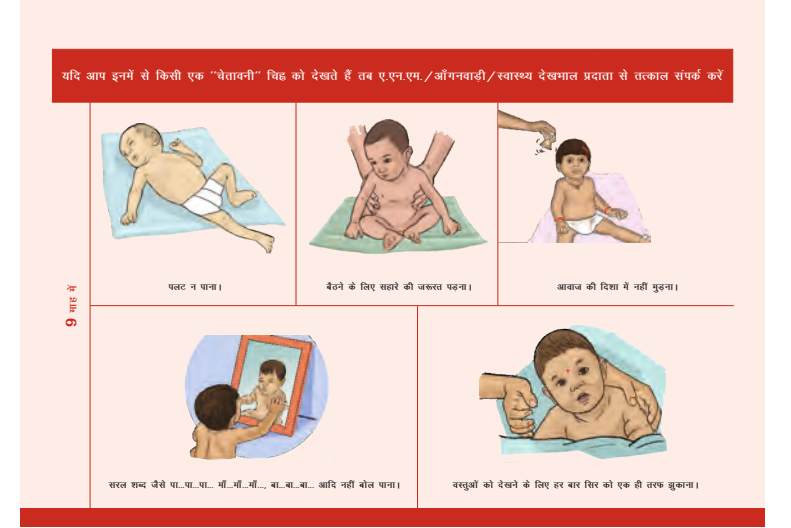 यदि आप इनमें से किसी एक "चेतावनी" चिह्न को देखते हैं तब ए.एन.एम./आँगनवाड़ी/स्वास्थ्य देखभाल प्रदाता से तत्काल संपर्क करें
9 माह में
पलट न पाना।
बैठने के लिए सहारे की जरूरत पड़ना।
आवाज की दिशा में नहीं मुड़ना।
सरल शब्द जैसे पा...पा...पा... माँ...माँ...माँ..., बा...बा...बा... आदि नहीं बोल पाना।
वस्तुओं को देखने के लिए हर बार सिर को एक ही तरफ झुकाना।